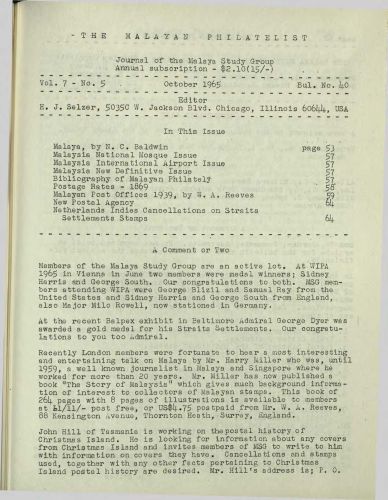 THE MALAYAN PHILATELIST
Journal of the Malaya Study Group
Annual subscription - $2.10(15/-)
Vol. 7 - No. 5 October 1965 Bul. No. 40
Editor
H. J. Selzer, 5035C W. Jackson Blvd. Chicago, Illinois 60644, USA
In This Issue
Malaya, by N. C. Baldwin page 53
Malaysia National Mosque Issue 57
Malaysia International Airport Issue 57
Malaysia New Definitive Issue 57
Bibliography of Malayan Philately 57
Postage Rates - 1869 58
Malayan Post Offices 1939, by W. A. Reeves 59
New Postal Agency 64
Netherlands Indies Cancellations on Straits
Settlements Stamps 64
A Comment or Two
Members of the Malaya Study Group are an active lot. At WIPA
1965 in Vienna in June two members were medal winners; Sidney
Harris and George South. Our congratulations to both. MSG mem-
bers attending WIPA were George Blizil and Samuel Ray from the
United States and Sidney Harris and George South from England,
also Major Milo Rowell, now stationed in Germany.
At the recent Balpex exhibit in Baltimore Admiral George Dyer was
awarded a gold medal for his Straits Settlements. Our congratu-
lations to you too Admiral.
Recently London members were fortunate to hear a most interesting
and entertaining talk on Malaya by Mr. Harry Miller who was, until
1959, a well known journalist in Malaya and Singapore where he
worked for more than 20 years. Mr. Miller has now published a
book "The Story of Malaysia" which gives much background informa-
tion of interest to collectors of Malayan stamps. This book of
264 pages with 8 pages of illustrations is available to members
at £1/11/- post free, or US$4.75 postpaid from Mr. W. A. Reeves,
88 Kensington Avenue, Thornton Heath, Surrey, England.
John Hill of Tasmania is working on the postal history of
Christmas Island. He is looking for information about any covers
from Christmas Island and invites members of MSG to write to him
with information on covers they have. Cancellations and stamps
used, together with any other facts pertaining to Christmas
Island postal history are desired. Mr. Hill's address is; P. O.